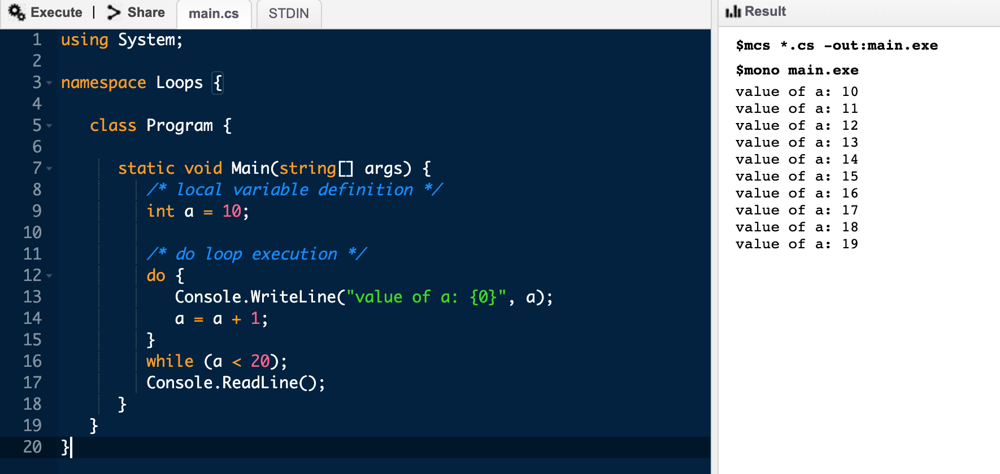 Execute | Share main.cs STDIN
1 using System;
2
3 namespace Loops {
4
5    class Program {
6
7       static void Main(string[] args) {
8          /* local variable definition */
9          int a = 10;
10
11          /* do loop execution */
12          do {
13             Console.WriteLine("value of a: {0}", a);
14             a = a + 1;
15          }
16          while (a < 20);
17          Console.ReadLine();
18       }
19    }
20 }
Result
$mcs *.cs -out:main.exe
$mono main.exe
value of a: 10
value of a: 11
value of a: 12
value of a: 13
value of a: 14
value of a: 15
value of a: 16
value of a: 17
value of a: 18
value of a: 19